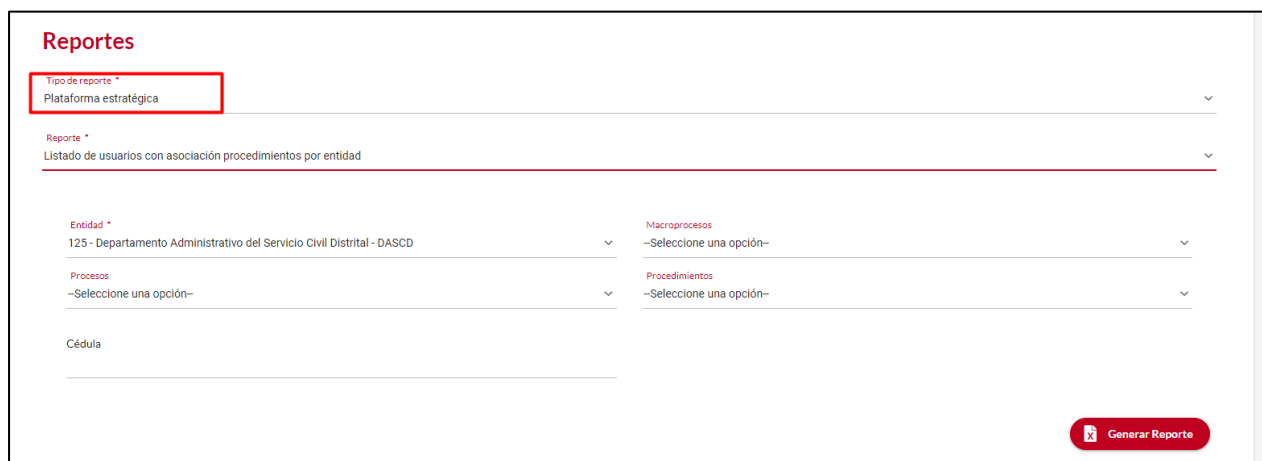 Reportes
Tipo de reporte *
Plataforma estratégica
Reporte *
Listado de usuarios con asociación procedimientos por entidad
Entidad *
125 - Departamento Administrativo del Servicio Civil Distrital - DASCD
Macroprocesos
--Seleccione una opción--
Procesos
--Seleccione una opción--
Procedimientos
--Seleccione una opción--
Cédula
Generar Reporte